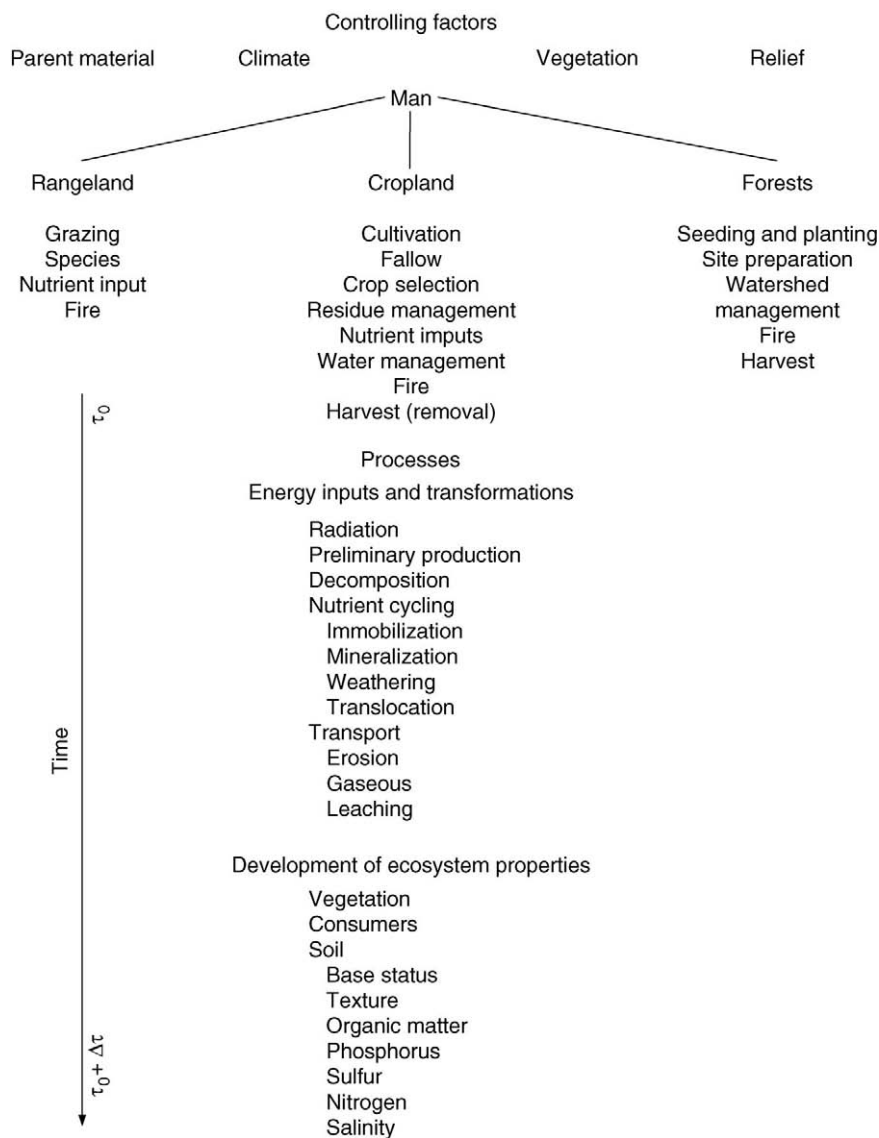 Controlling factors
Parent material Climate Vegetation Relief
Man
Rangeland Cropland Forests
Grazing Cultivation Seeding and planting
Species Fallow Site preparation
Nutrient input Crop selection Watershed
Fire Residue management management
Nutrient imputs Fire
Water management Harvest
Fire
τ0 Harvest (removal)
Processes
Energy inputs and transformations
Radiation
Preliminary production
Decomposition
Nutrient cycling
Immobilization
Mineralization
Weathering
Translocation
Time Transport
Erosion
Gaseous
Leaching
Development of ecosystem properties
Vegetation
Consumers
Soil
Base status
Texture
Organic matter
τ0 + Δτ Phosphorus
Sulfur
Nitrogen
Salinity